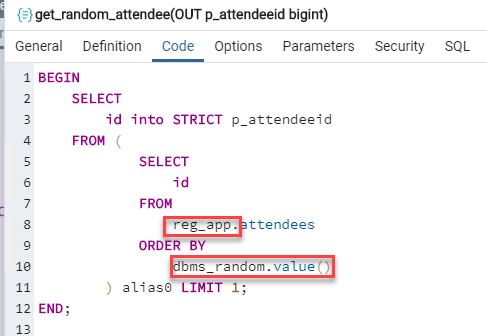 get_random_attendee(OUT p_attendeeid bigint)
General Definition Code Options Parameters Security SQL
1 BEGIN
2 SELECT
3 id into STRICT p_attendeeid
4 FROM (
5 SELECT
6 id
7 FROM
8 reg_app.attendees
9 ORDER BY
10 dbms_random.value()
11 ) alias0 LIMIT 1;
12 END;